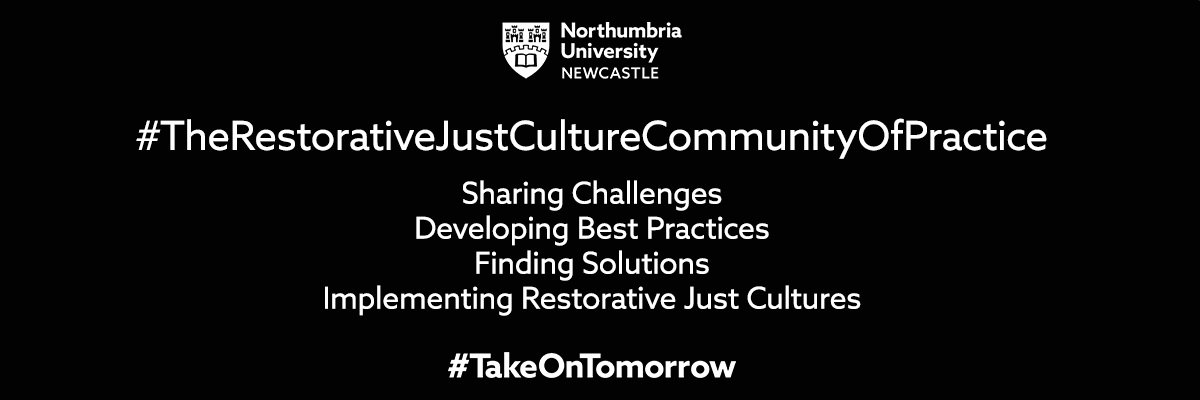 Northumbria
University
NEWCASTLE
#TheRestorativeJustCultureCommunityOfPractice
Sharing Challenges
Developing Best Practices
Finding Solutions
Implementing Restorative Just Cultures
#TakeOnTomorrow